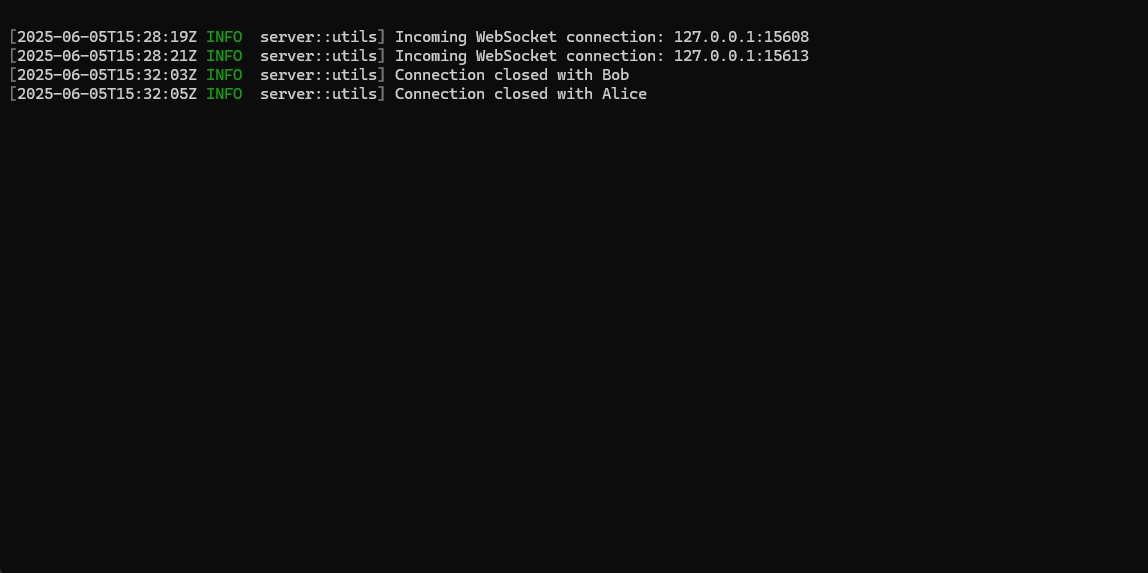 [2025-06-05T15:28:19Z INFO  server::utils] Incoming WebSocket connection: 127.0.0.1:15608
[2025-06-05T15:28:21Z INFO  server::utils] Incoming WebSocket connection: 127.0.0.1:15613
[2025-06-05T15:32:03Z INFO  server::utils] Connection closed with Bob
[2025-06-05T15:32:05Z INFO  server::utils] Connection closed with Alice